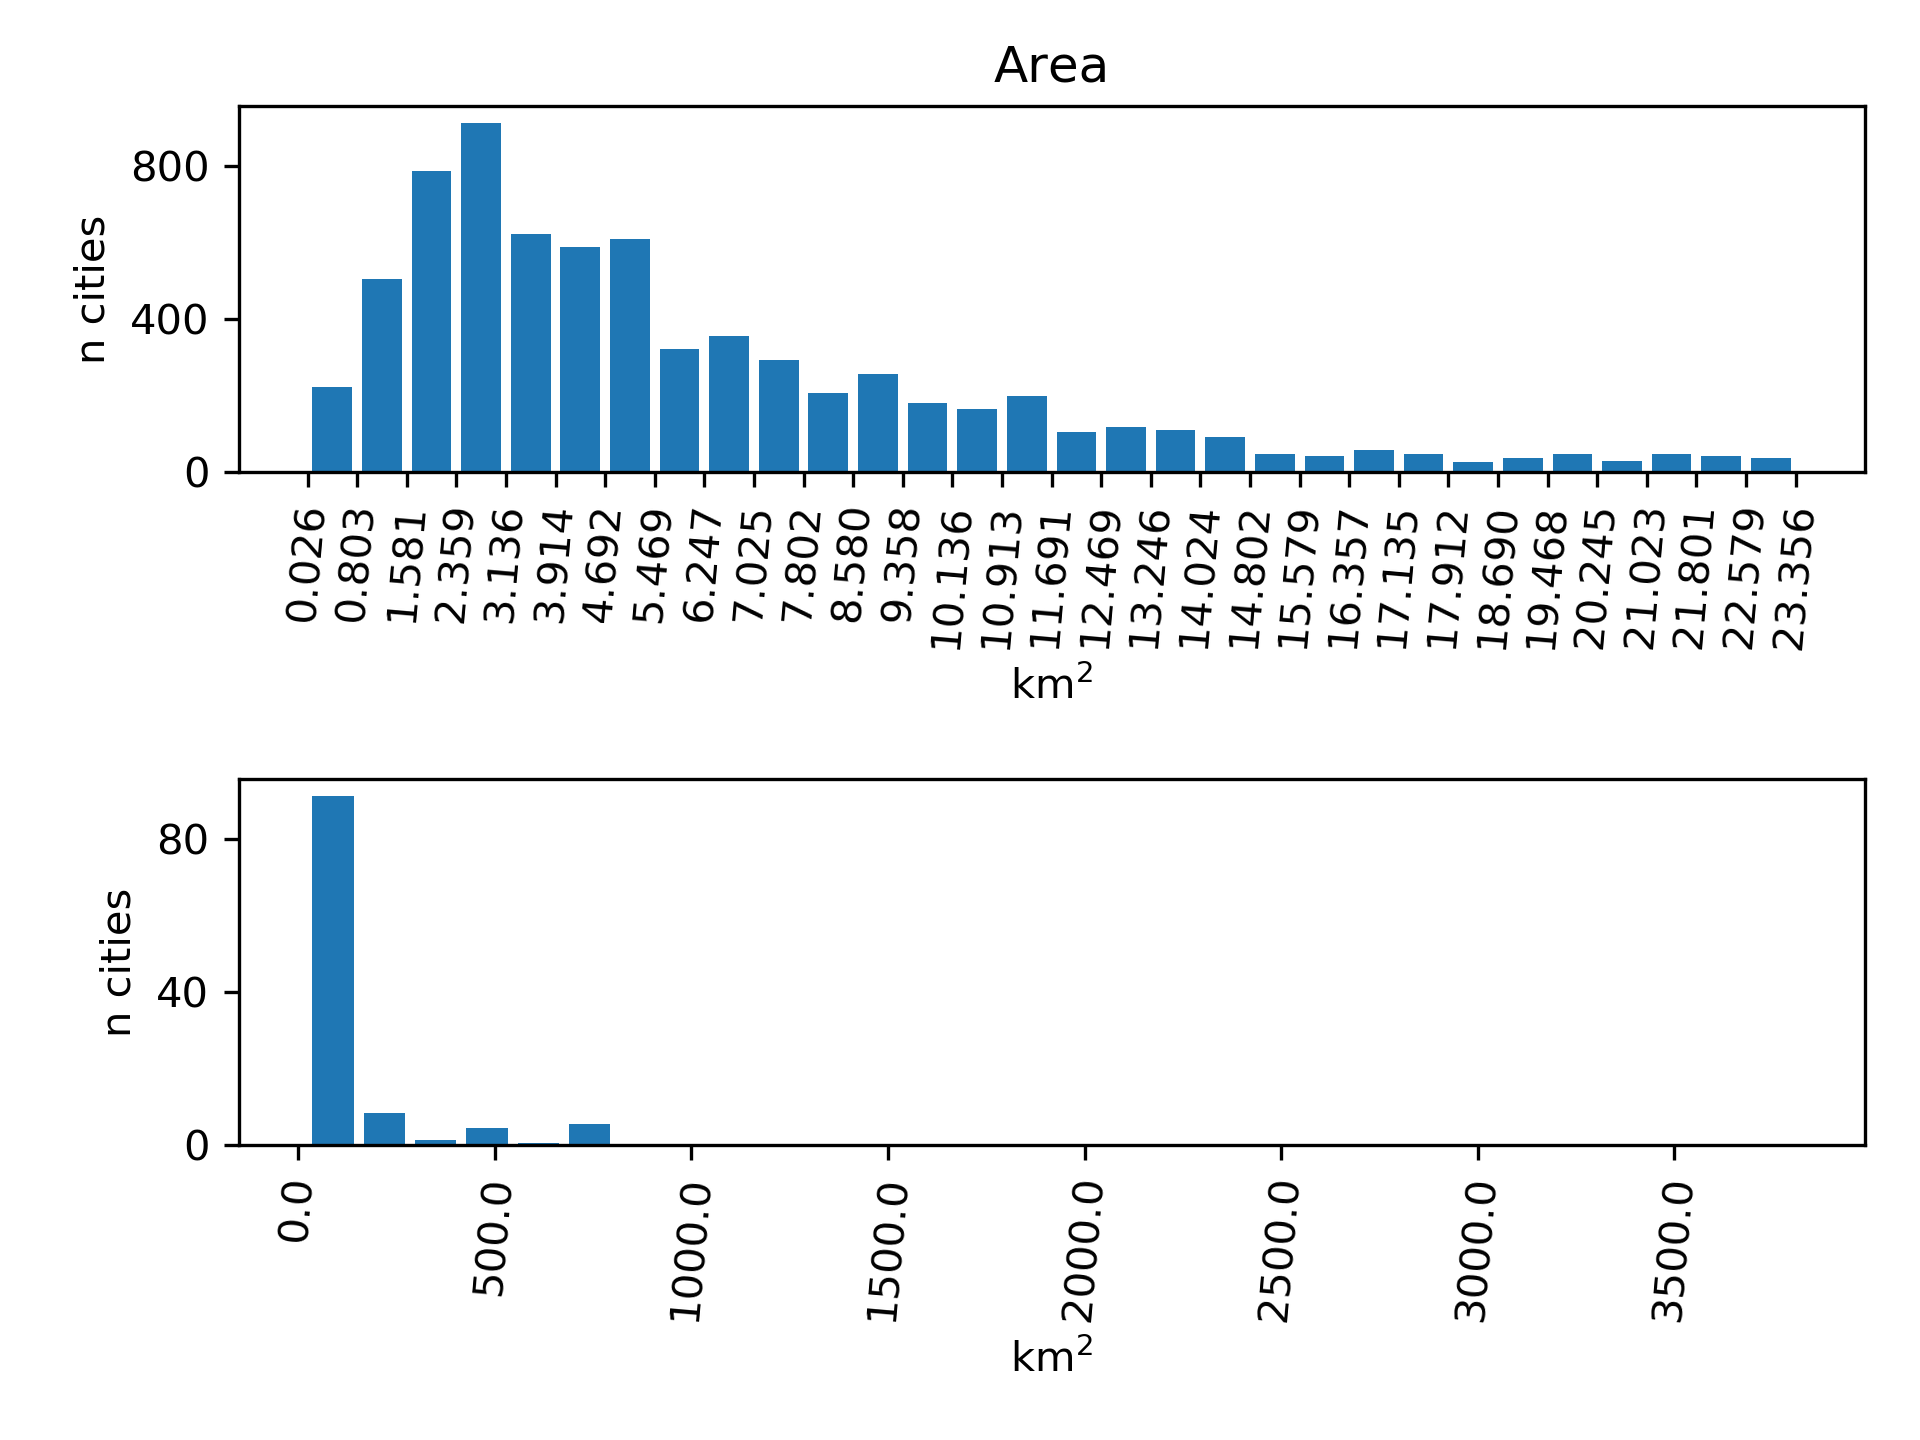 Area
n cities
800
400
0
0.026 0.803 1.581 2.359 3.136 3.914 4.692 5.469 6.247 7.025 7.802 8.580 9.358 10.136 10.913 11.691 12.469 13.246 14.024 14.802 15.579 16.357 17.135 17.912 18.690 19.468 20.245 21.023 21.801 22.579 23.356
km²
n cities
80
40
0
0.0 500.0 1000.0 1500.0 2000.0 2500.0 3000.0 3500.0
km²